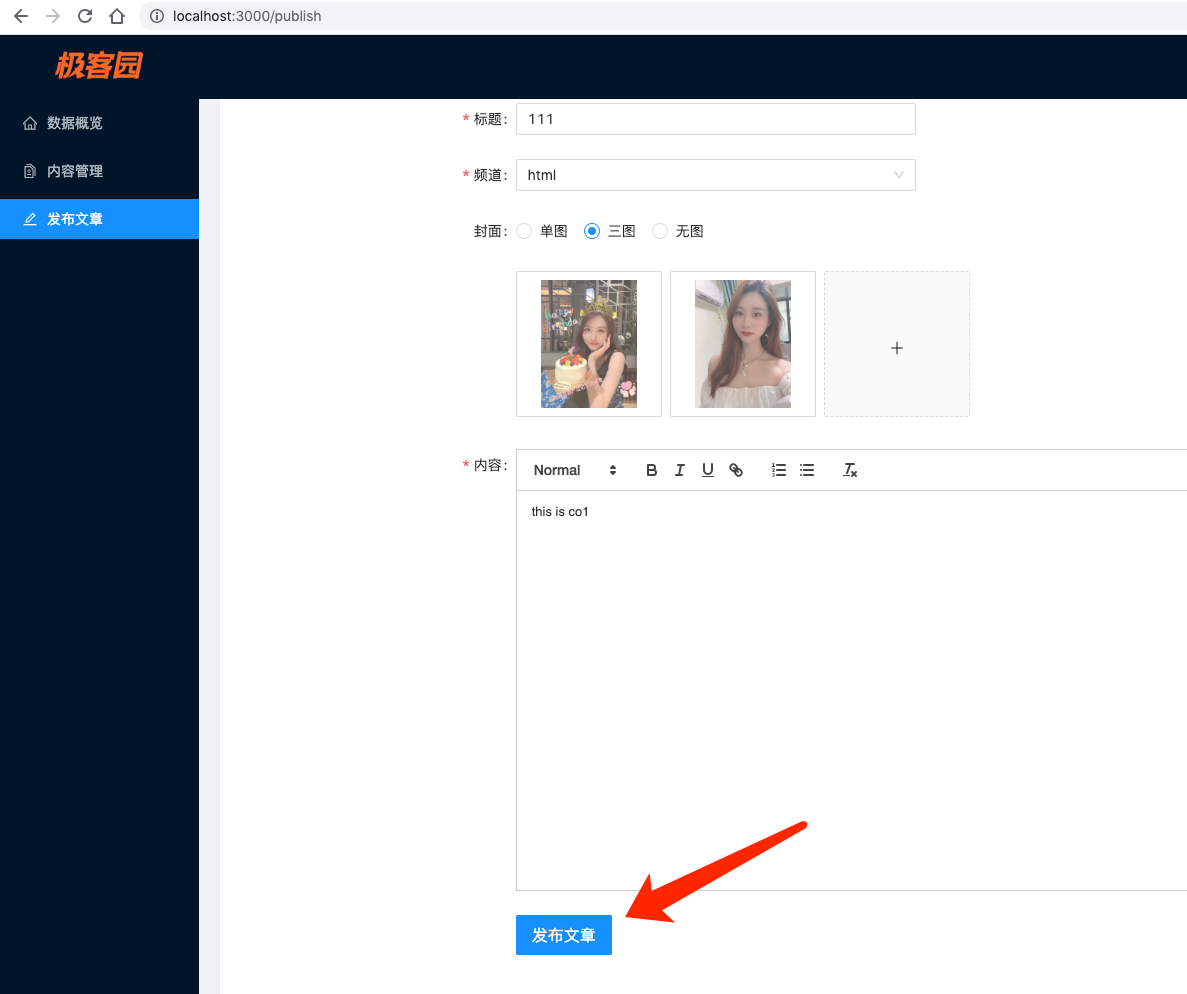 localhost:3000/publish
极客园
数据概览
内容管理
发布文章
* 标题: 111
* 频道: html
封面: 单图 三图 无图
Happy
* 内容: Normal B I U
this is co1
发布文章